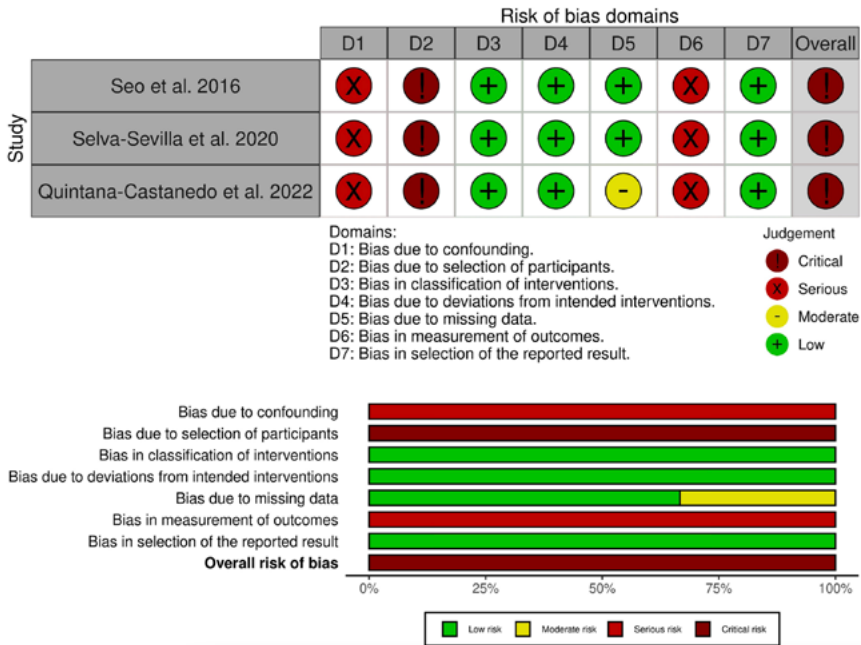 Risk of bias domains
D1 D2 D3 D4 D5 D6 D7 Overall
Study
Seo et al. 2016 X ! + + + X + !
Selva-Sevilla et al. 2020 X ! + + + X + !
Quintana-Castanedo et al. 2022 X ! + + - X + !
Domains:
D1: Bias due to confounding.
D2: Bias due to selection of participants.
D3: Bias in classification of interventions.
D4: Bias due to deviations from intended interventions.
D5: Bias due to missing data.
D6: Bias in measurement of outcomes.
D7: Bias in selection of the reported result.
Judgement
! Critical
X Serious
- Moderate
+ Low
Bias due to confounding
Bias due to selection of participants
Bias in classification of interventions
Bias due to deviations from intended interventions
Bias due to missing data
Bias in measurement of outcomes
Bias in selection of the reported result
Overall risk of bias
0% 25% 50% 75% 100%
Low risk Moderate risk Serious risk Critical risk